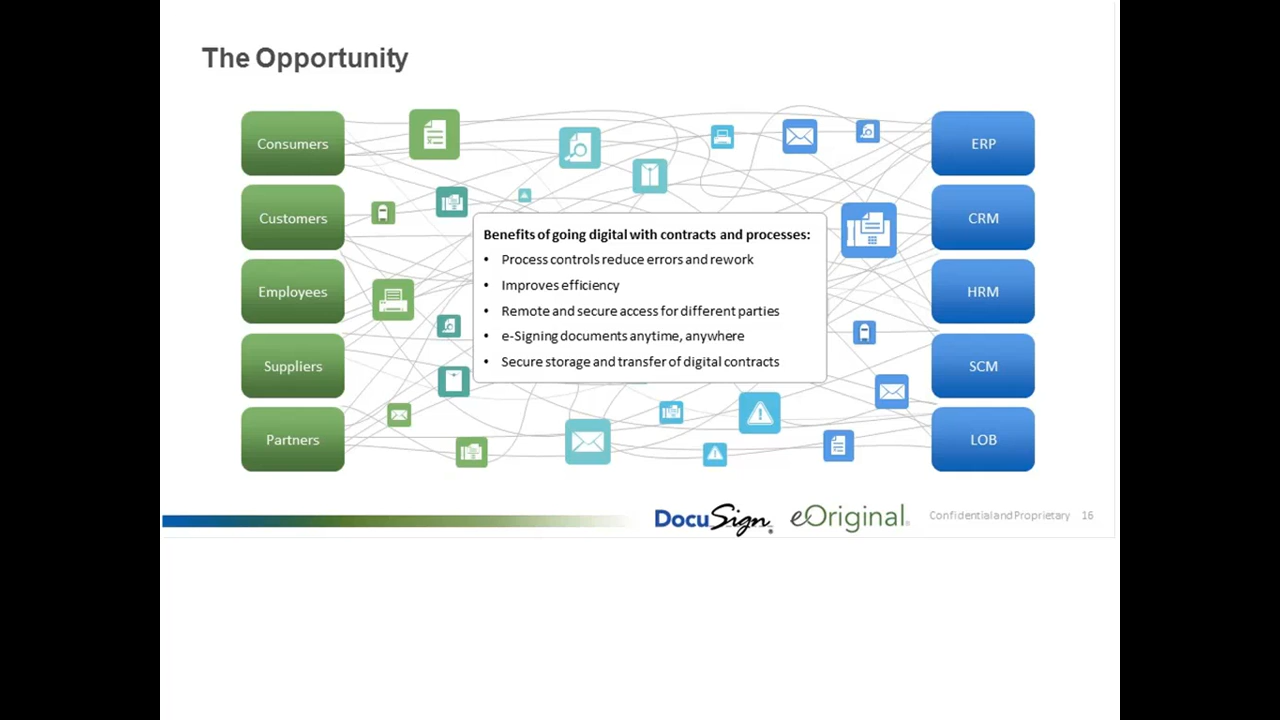 The Opportunity
Consumers
Customers
Employees
Suppliers
Partners
Benefits of going digital with contracts and processes:
• Process controls reduce errors and rework
• Improves efficiency
• Remote and secure access for different parties
• e-Signing documents anytime, anywhere
• Secure storage and transfer of digital contracts
ERP
CRM
HRM
SCM
LOB
DocuSign® eOriginal® Confidential and Proprietary 16